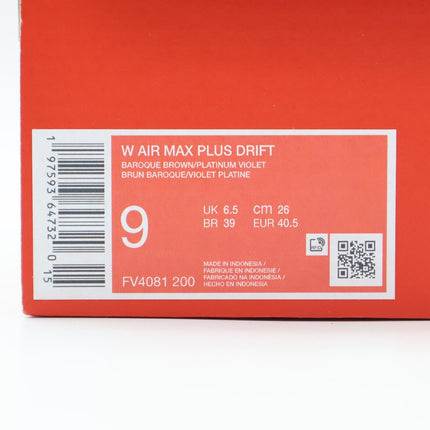 W AIR MAX PLUS DRIFT
BAROQUE BROWN/PLATINUM VIOLET
BRUN BAROQUE/VIOLET PLATINE
9
UK 6.5 cm 26
BR 39 EUR 40.5
MADE IN INDONESIA/
FABRIQUE EN INDONESIE/
FABRICADO NA INDONÉSIA/
HECHO EN INDONESIA
FV4081 200
1 97593 64732 0 15